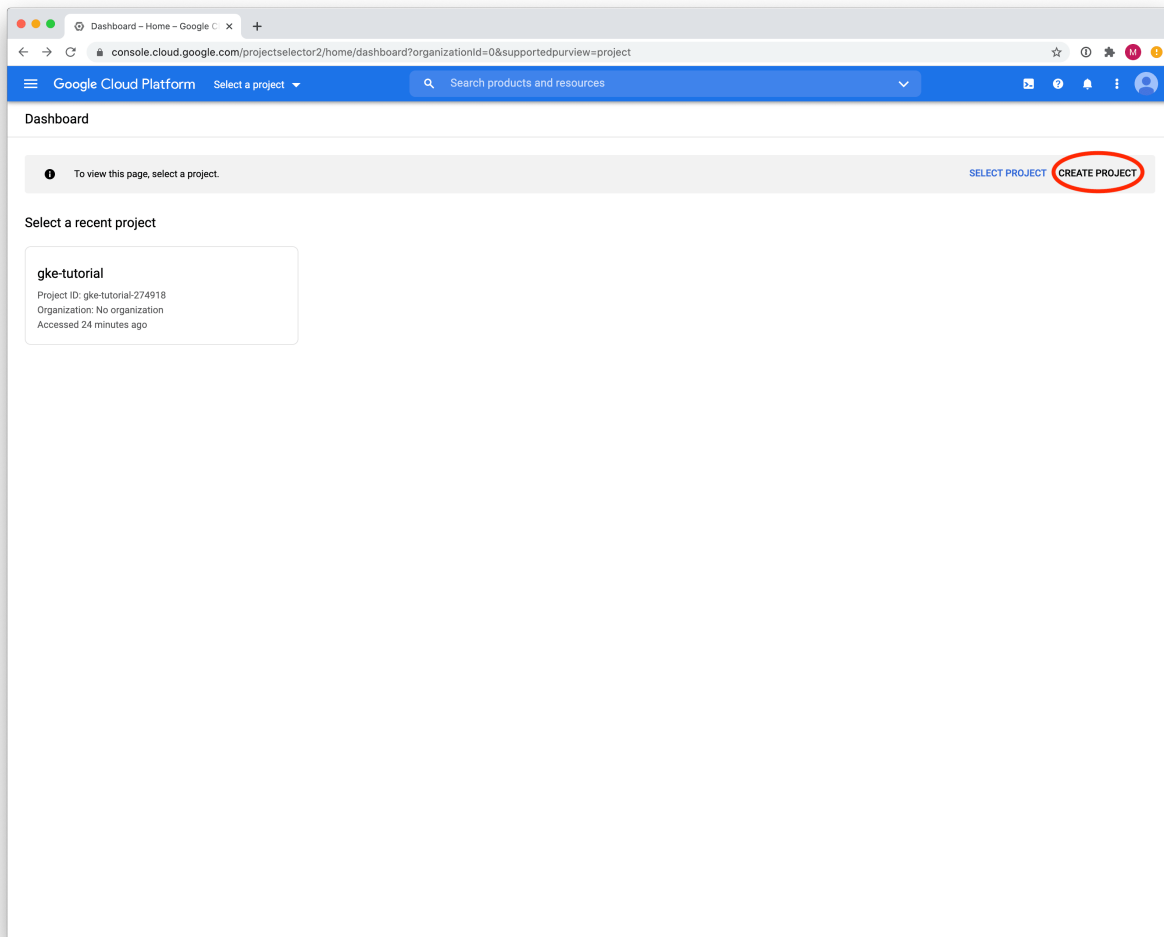 Dashboard – Home – Google C
console.cloud.google.com/projectselector2/home/dashboard?organizationId=0&supportedpurview=project
M
Google Cloud Platform Select a project Search products and resources
Dashboard
To view this page, select a project. SELECT PROJECT CREATE PROJECT
Select a recent project
gke-tutorial
Project ID: gke-tutorial-274918
Organization: No organization
Accessed 24 minutes ago